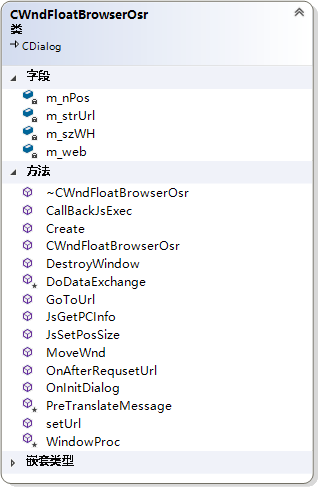 CWndFloatBrowserOsr
类
CDialog
字段
m_nPos
m_strUrl
m_szWH
m_web
方法
~CWndFloatBrowserOsr
CallBackJsExec
Create
CWndFloatBrowserOsr
DestroyWindow
DoDataExchange
GoToUrl
JsGetPCInfo
JsSetPosSize
MoveWnd
OnAfterRequsetUrl
OnInitDialog
PreTranslateMessage
setUrl
WindowProc
嵌套类型